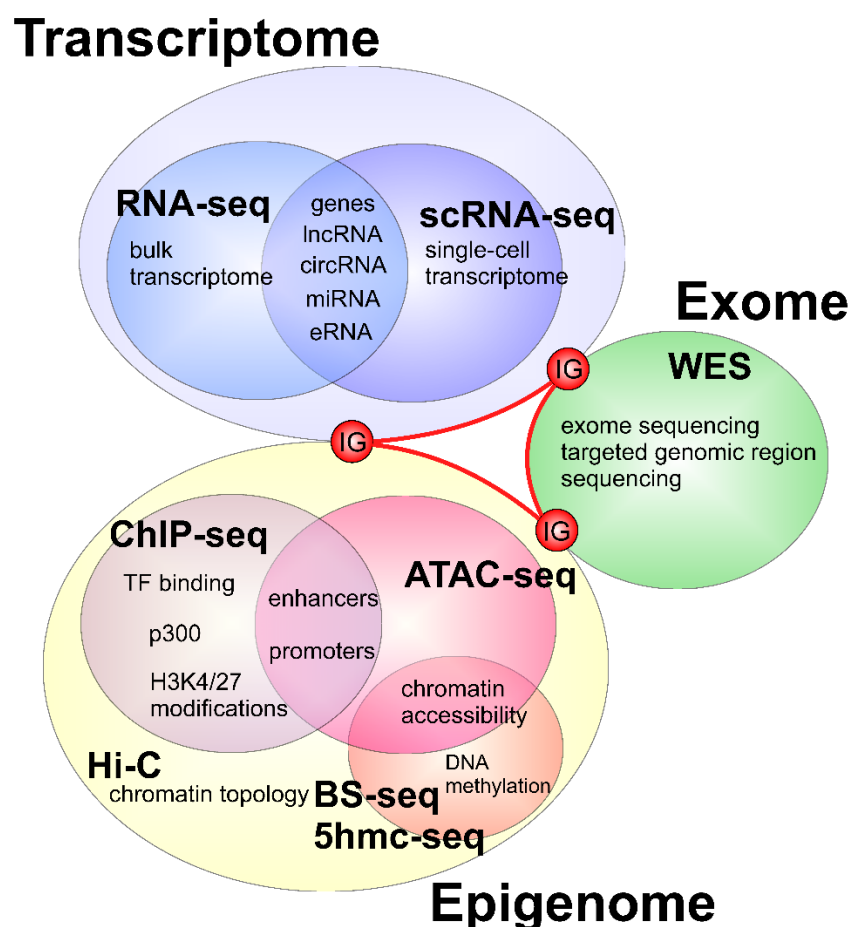 Transcriptome
RNA-seq
bulk
transcriptome
genes
lncRNA
circRNA
miRNA
eRNA
scRNA-seq
single-cell
transcriptome
Exome
WES
exome sequencing
targeted genomic region
sequencing
IG
IG
IG
ChIP-seq
TF binding
p300
H3K4/27
modifications
enhancers
promoters
ATAC-seq
chromatin
accessibility
Hi-C
chromatin topology
BS-seq
5hmc-seq
DNA
methylation
Epigenome